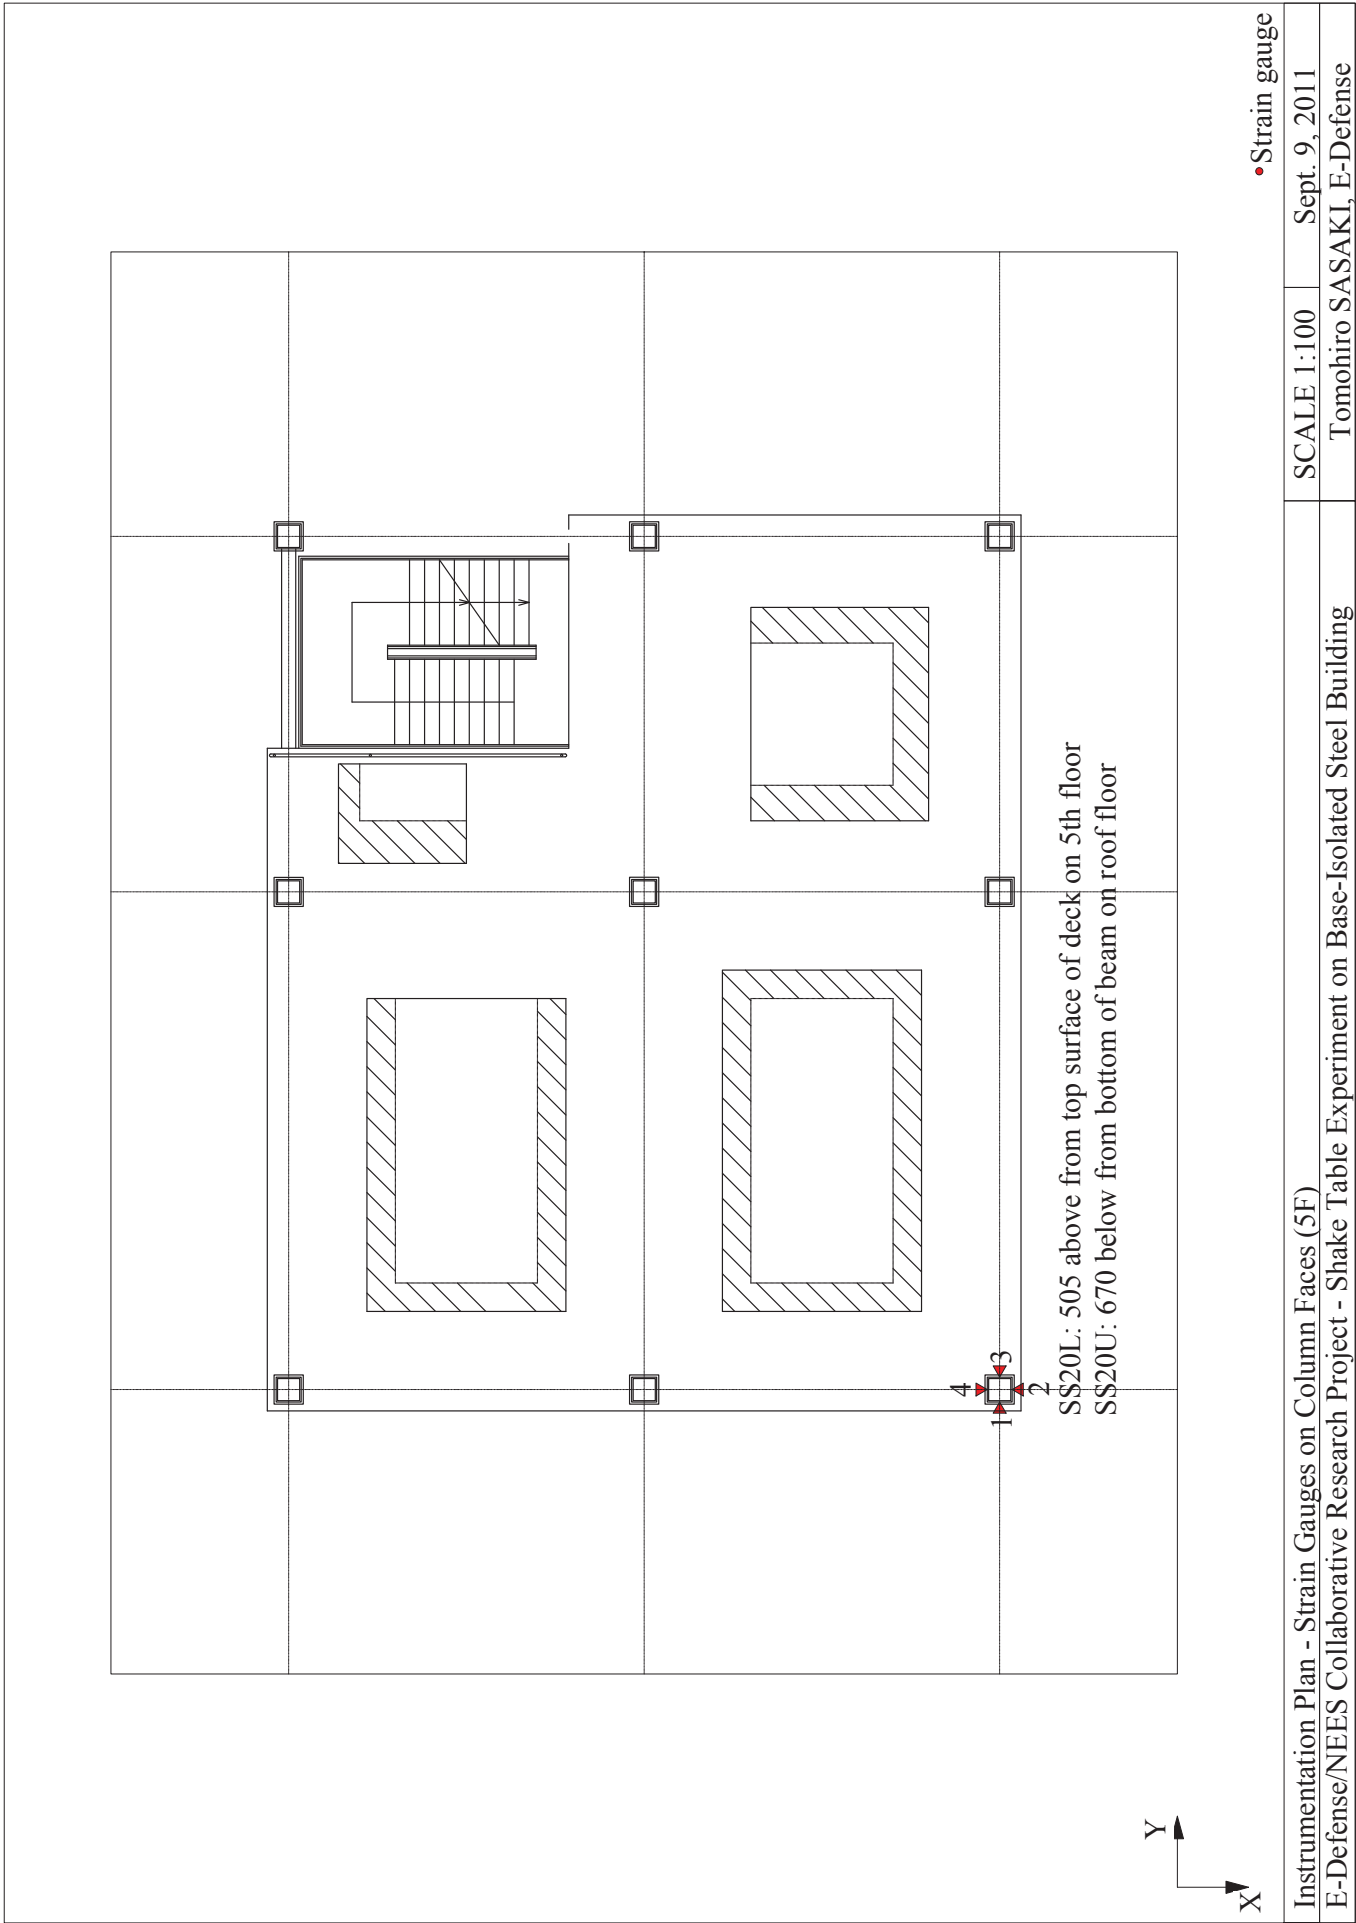 •Strain gauge
4
1
3
2
SS20L: 505 above from top surface of deck on 5th floor
SS20U: 670 below from bottom of beam on roof floor
Y
X
Instrumentation Plan - Strain Gauges on Column Faces (5F)
SCALE 1:100
Sept. 9, 2011
E-Defense/NEES Collaborative Research Project - Shake Table Experiment on Base-Isolated Steel Building
Tomohiro SASAKI, E-Defense